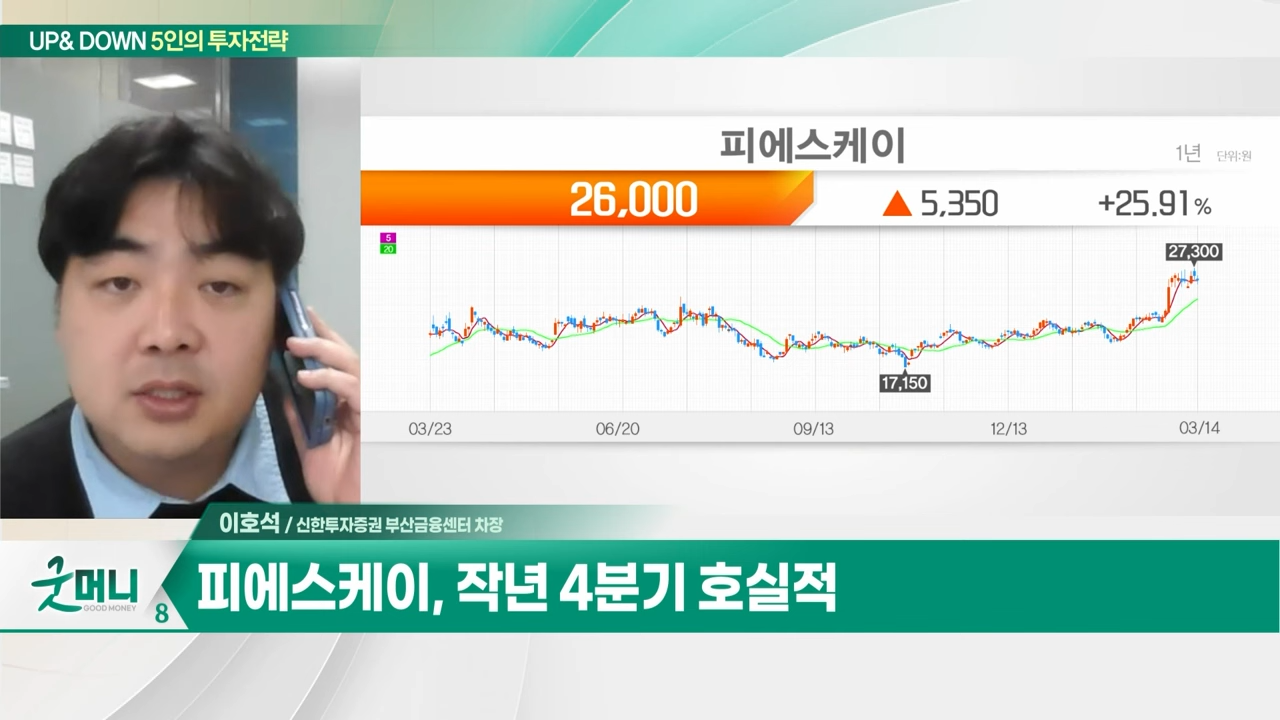 UP& DOWN 5인의 투자전략
피에스케이
1년 단위:원
26,000 ▲ 5,350 +25.91%
5
20
27,300
17,150
03/23 06/20 09/13 12/13 03/14
이호석 / 신한투자증권 부산금융센터 차장
굿머니
GOOD MONEY
8
피에스케이, 작년 4분기 호실적